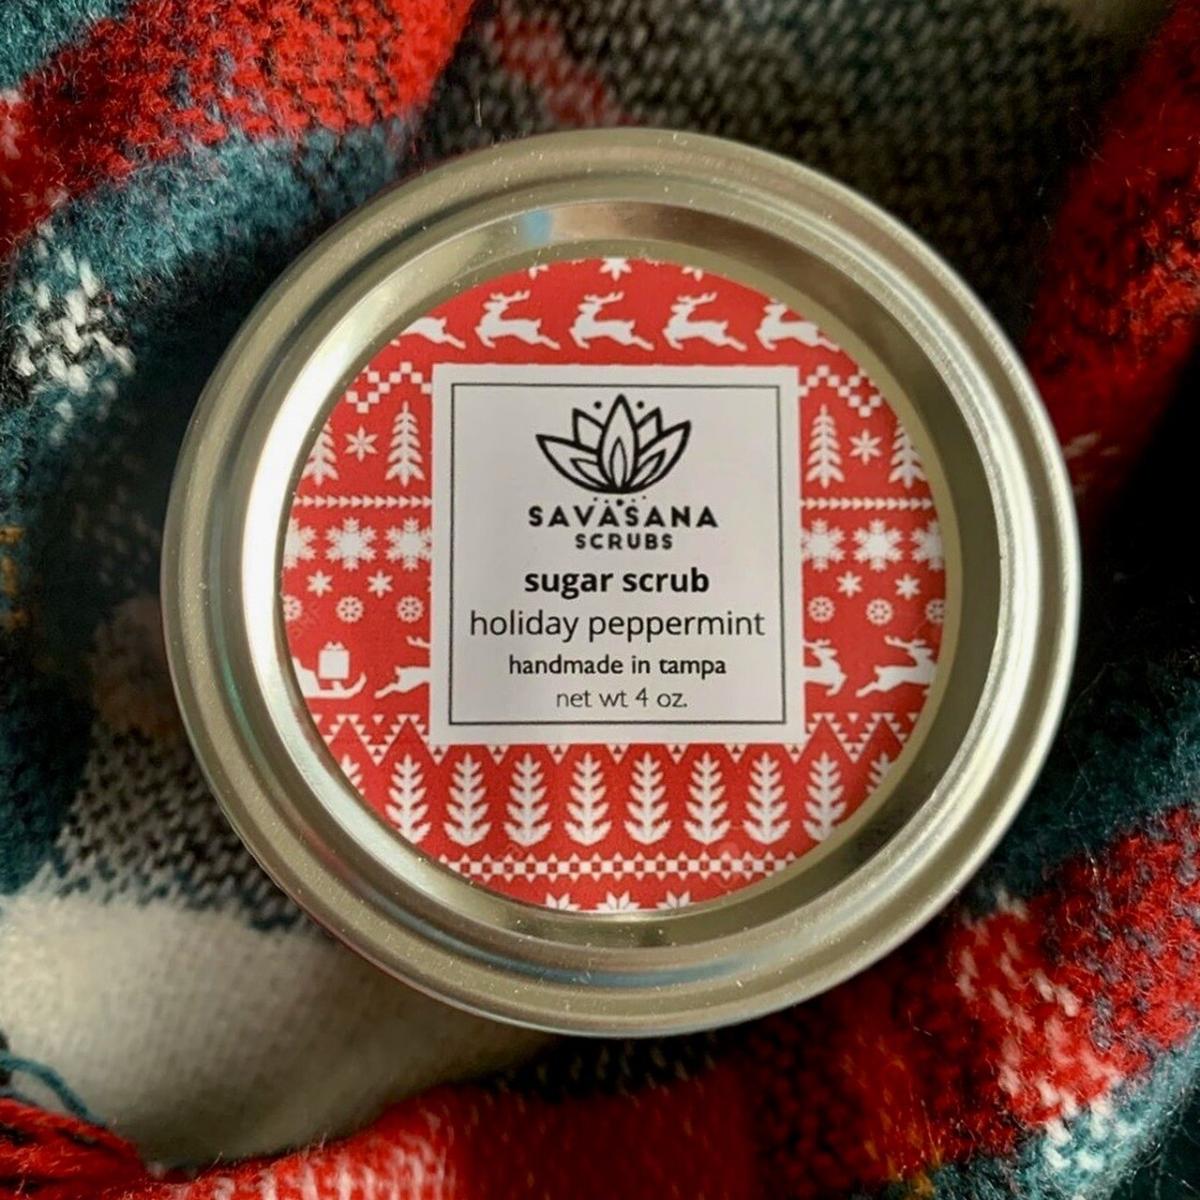 SAVASANA
SCRUBS
sugar scrub
holiday peppermint
handmade in tampa
net wt 4 oz.